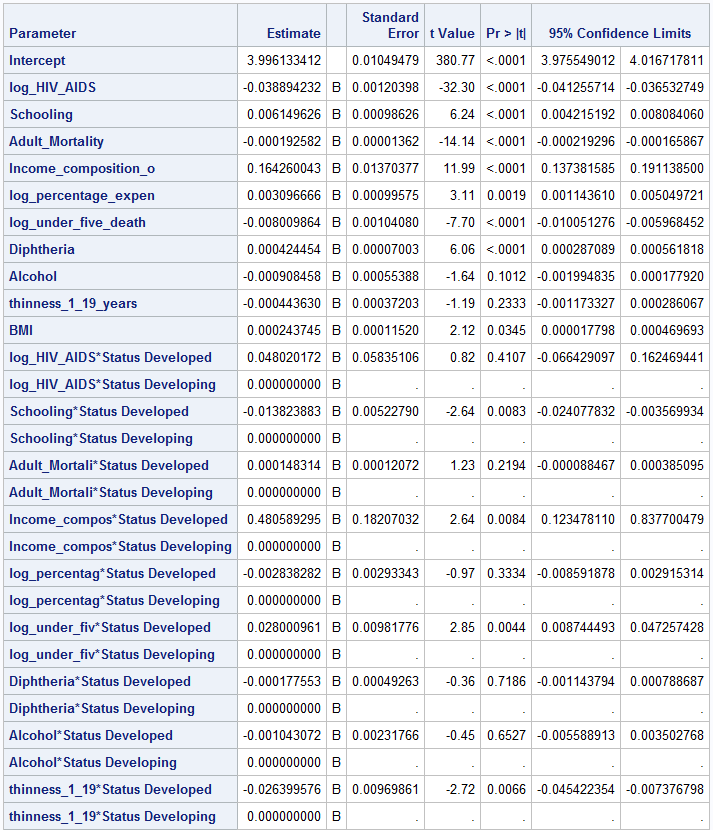 Parameter Estimate Standard Error t Value Pr > |t| 95% Confidence Limits
Intercept 3.996133412 0.01049479 380.77 <.0001 3.975549012 4.016717811
log_HIV_AIDS -0.038894232 B 0.00120398 -32.30 <.0001 -0.041255714 -0.036532749
Schooling 0.006149626 B 0.00098626 6.24 <.0001 0.004215192 0.008084060
Adult_Mortality -0.000192582 B 0.00001362 -14.14 <.0001 -0.000219296 -0.000165867
Income_composition_o 0.164260043 B 0.01370377 11.99 <.0001 0.137381585 0.191138500
log_percentage_expen 0.003096666 B 0.00099575 3.11 0.0019 0.001143610 0.005049721
log_under_five_death -0.008009864 B 0.00104080 -7.70 <.0001 -0.010051276 -0.005968452
Diphtheria 0.000424454 B 0.00007003 6.06 <.0001 0.000287089 0.000561818
Alcohol -0.000908458 B 0.00055388 -1.64 0.1012 -0.001994835 0.000177920
thinness_1_19_years -0.000443630 B 0.00037203 -1.19 0.2333 -0.001173327 0.000286067
BMI 0.000243745 B 0.00011520 2.12 0.0345 0.000017798 0.000469693
log_HIV_AIDS*Status Developed 0.048020172 B 0.05835106 0.82 0.4107 -0.066429097 0.162469441
log_HIV_AIDS*Status Developing 0.000000000 B . . . . .
Schooling*Status Developed -0.013823883 B 0.00522790 -2.64 0.0083 -0.024077832 -0.003569934
Schooling*Status Developing 0.000000000 B . . . . .
Adult_Mortali*Status Developed 0.000148314 B 0.00012072 1.23 0.2194 -0.000088467 0.000385095
Adult_Mortali*Status Developing 0.000000000 B . . . . .
Income_compos*Status Developed 0.480589295 B 0.18207032 2.64 0.0084 0.123478110 0.837700479
Income_compos*Status Developing 0.000000000 B . . . . .
log_percentag*Status Developed -0.002838282 B 0.00293343 -0.97 0.3334 -0.008591878 0.002915314
log_percentag*Status Developing 0.000000000 B . . . . .
log_under_fiv*Status Developed 0.028000961 B 0.00981776 2.85 0.0044 0.008744493 0.047257428
log_under_fiv*Status Developing 0.000000000 B . . . . .
Diphtheria*Status Developed -0.000177553 B 0.00049263 -0.36 0.7186 -0.001143794 0.000788687
Diphtheria*Status Developing 0.000000000 B . . . . .
Alcohol*Status Developed -0.001043072 B 0.00231766 -0.45 0.6527 -0.005588913 0.003502768
Alcohol*Status Developing 0.000000000 B . . . . .
thinness_1_19*Status Developed -0.026399576 B 0.00969861 -2.72 0.0066 -0.045422354 -0.007376798
thinness_1_19*Status Developing 0.000000000 B . . . . .